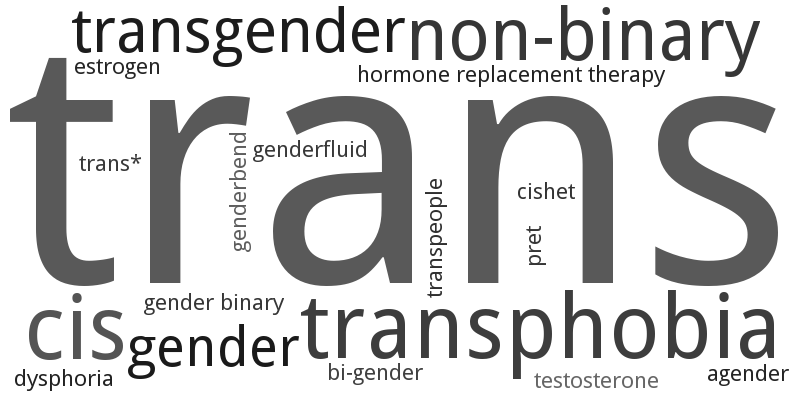 transgender
non-binary
estrogen
hormone replacement therapy
trans
trans*
genderbend
genderfluid
transpeople
cishet
pret
cis
gender binary
gender
transphobia
dysphoria
bi-gender
testosterone
agender